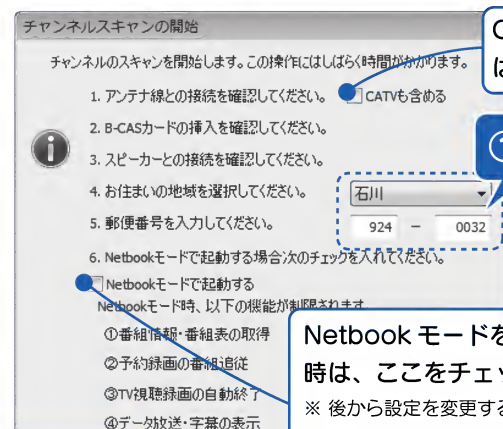 チャンネルスキャンの開始
チャンネルのスキャンを開始します。この操作にはしばらく時間がかかります。
1. アンテナ線との接続を確認してください。 CATVも含める
2. B-CASカードの挿入を確認してください。
3. スピーカーとの接続を確認してください。
4. お住まいの地域を選択してください。 石川
5. 郵便番号を入力してください。 924 － 0032
6. Netbookモードで起動する場合次のチェックを入れてください。
Netbookモードで起動する
Netbookモード時、以下の機能が制限されます。
①番組情報・番組表の取得
②予約録画の番組追従
③TV視聴録画の自動終了
④データ放送・字幕の表示
C
は
①
Netbook モードを
時は、ここをチェッ
※ 後から設定を変更する